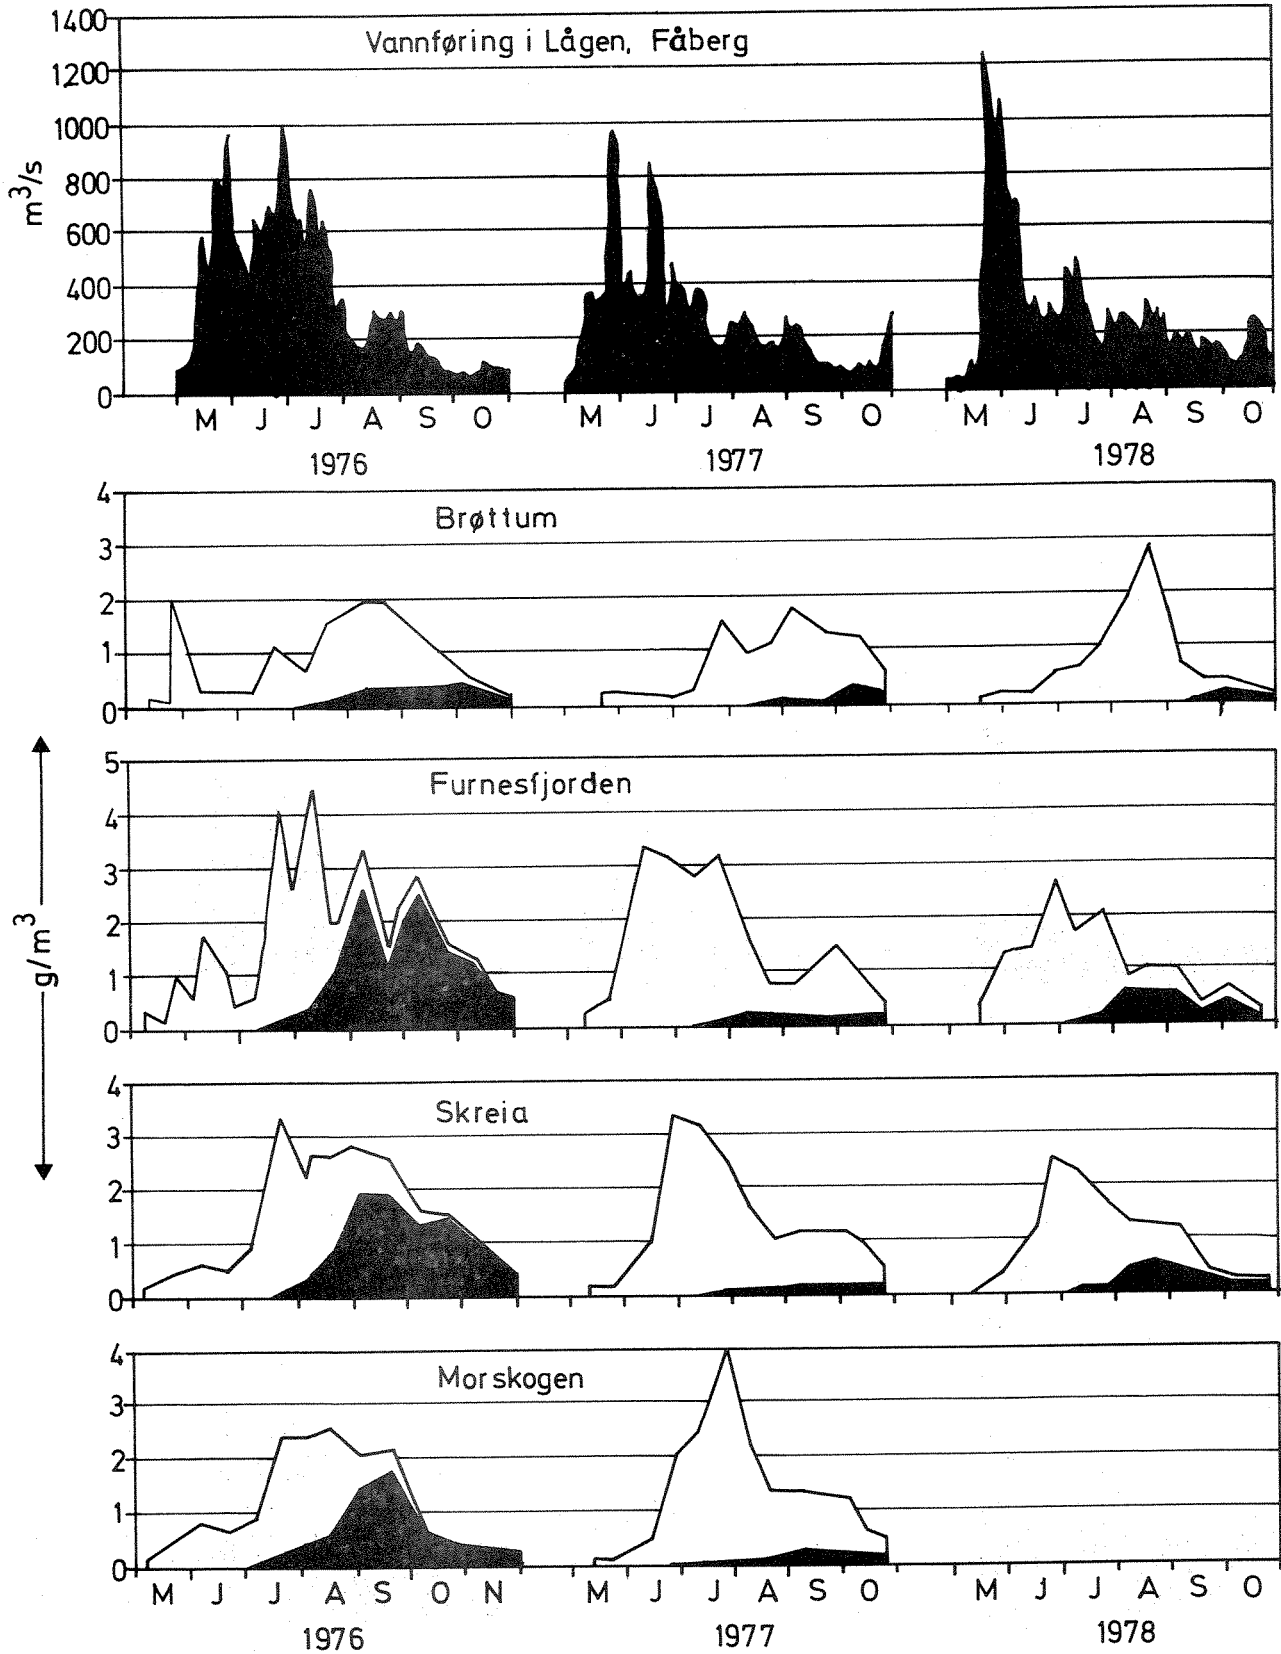 Vannføring i Lågen, Fåberg
m³/s
1400
1200
1000
800
600
400
200
0
M J J A S O M J J A S O M J J A S O
1976 1977 1978
g/m³
Brøttum
4
3
2
1
0
Furnesfjorden
5
4
3
2
1
0
Skreia
4
3
2
1
0
Morskogen
4
3
2
1
0
M J J A S O N M J J A S O M J J A S O
1976 1977 1978